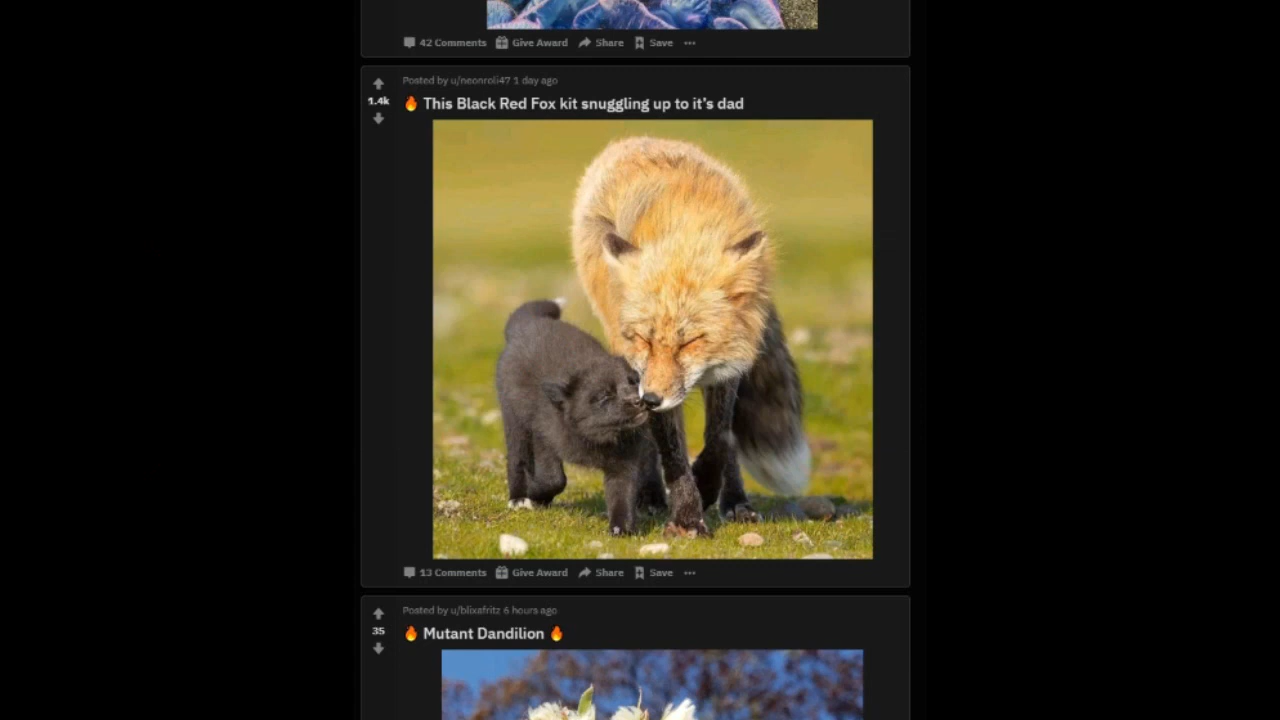 42 Comments Give Award Share Save
Posted by u/neonroli47 1 day ago
1.4k
🔥 This Black Red Fox kit snuggling up to it's dad
13 Comments Give Award Share Save
Posted by u/blixafritz 6 hours ago
35
🔥 Mutant Dandilion 🔥